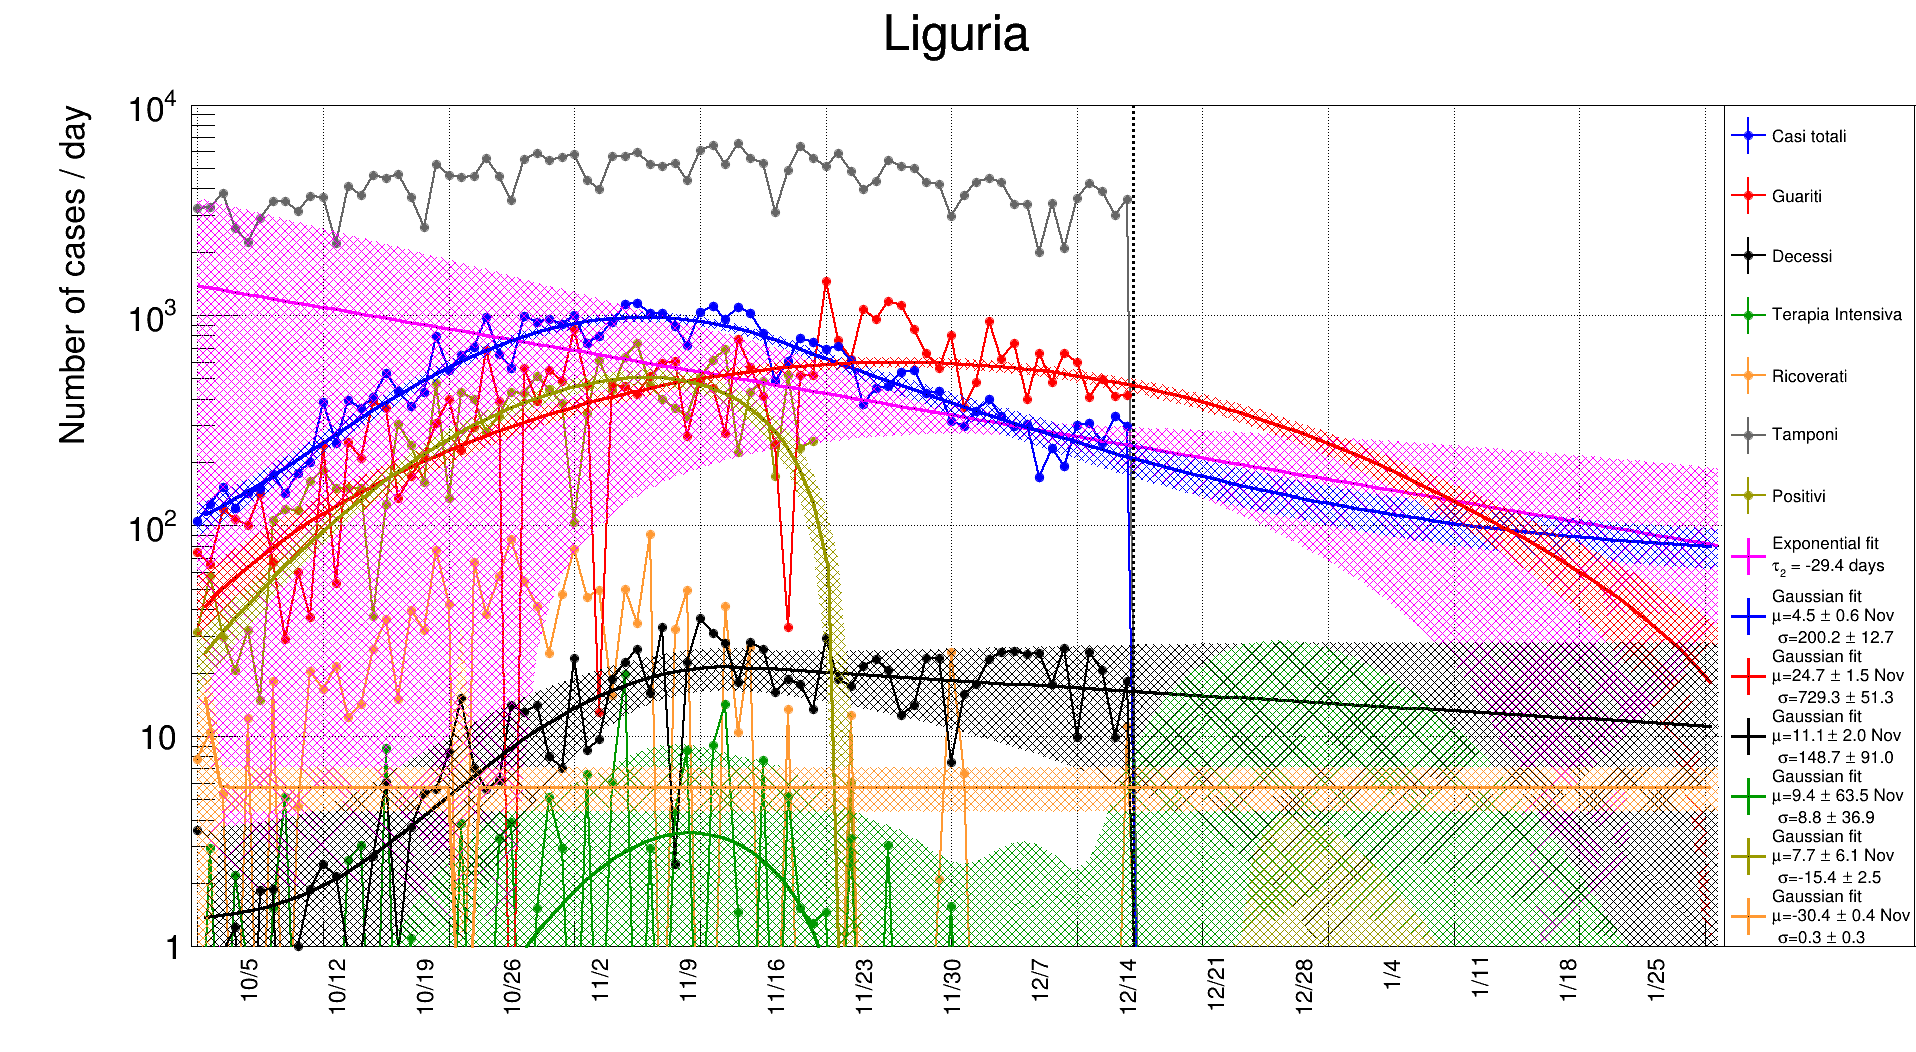 Liguria
Number of cases / day
10^4
10^3
10^2
10
1
10/5
10/12
10/19
10/26
11/2
11/9
11/16
11/23
11/30
12/7
12/14
12/21
12/28
1/4
1/11
1/18
1/25
Casi totali
Guariti
Decessi
Terapia Intensiva
Ricoverati
Tamponi
Positivi
Exponential fit
τ₂ = -29.4 days
Gaussian fit
μ=4.5 ± 0.6 Nov
σ=200.2 ± 12.7
Gaussian fit
μ=24.7 ± 1.5 Nov
σ=729.3 ± 51.3
Gaussian fit
μ=11.1 ± 2.0 Nov
σ=148.7 ± 91.0
Gaussian fit
μ=9.4 ± 63.5 Nov
σ=8.8 ± 36.9
Gaussian fit
μ=7.7 ± 6.1 Nov
σ=-15.4 ± 2.5
Gaussian fit
μ=-30.4 ± 0.4 Nov
σ=0.3 ± 0.3